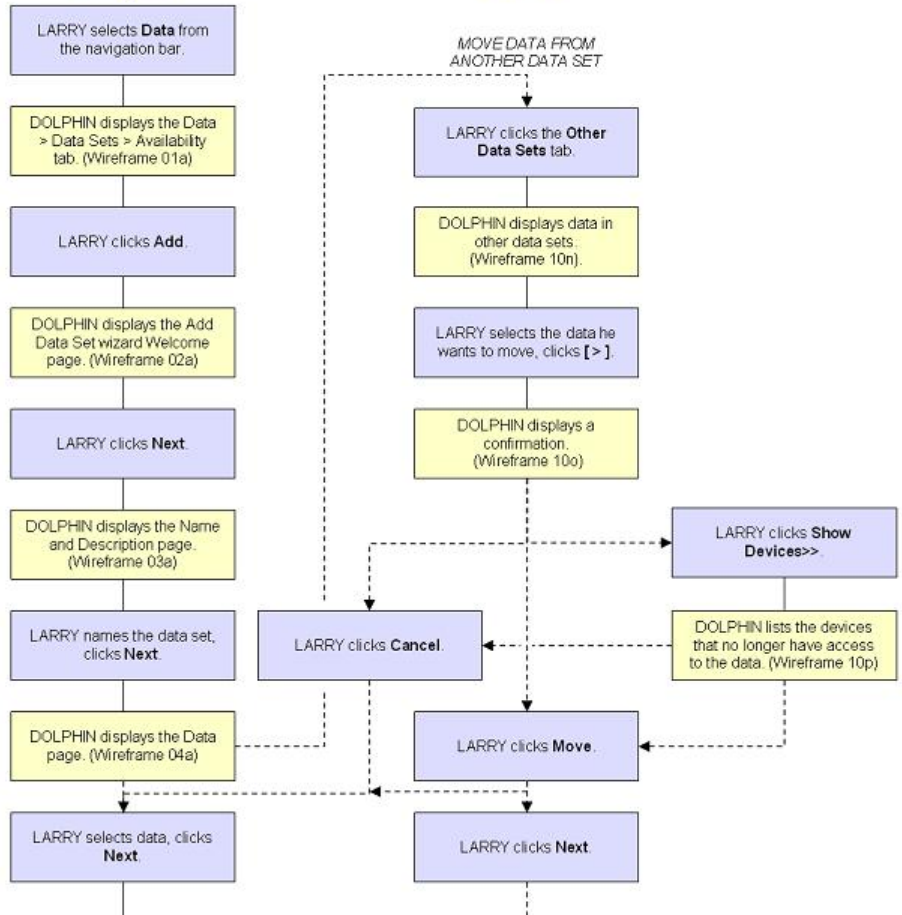 LARRY selects Data from
the navigation bar.
DOLPHIN displays the Data
> Data Sets > Availability
tab. (Wireframe 01a)
LARRY clicks Add.
DOLPHIN displays the Add
Data Set wizard Welcome
page. (Wireframe 02a)
LARRY clicks Next.
DOLPHIN displays the Name
and Description page.
(Wireframe 03a)
LARRY names the data set,
clicks Next.
DOLPHIN displays the Data
page. (Wireframe 04a)
LARRY selects data, clicks
Next.
MOVE DATA FROM
ANOTHER DATA SET
LARRY clicks the Other
Data Sets tab.
DOLPHIN displays data in
other data sets.
(Wireframe 10n).
LARRY selects the data he
wants to move, clicks [ > ].
DOLPHIN displays a
confirmation.
(Wireframe 10o)
LARRY clicks Show
Devices>>.
DOLPHIN lists the devices
that no longer have access
to the data. (Wireframe 10p)
LARRY clicks Cancel.
LARRY clicks Move.
LARRY clicks Next.